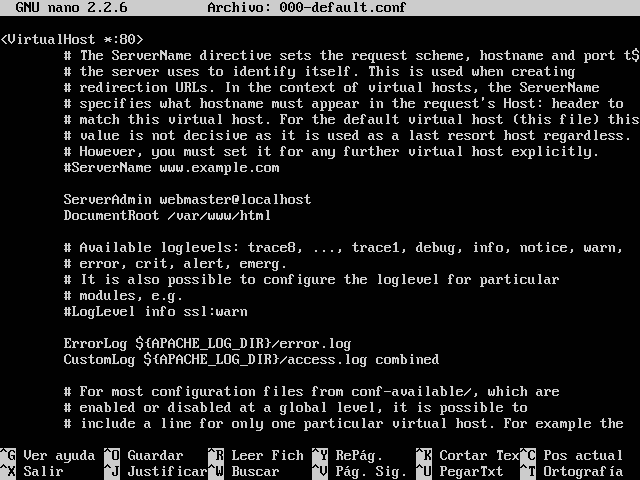 GNU nano 2.2.6 Archivo: 000-default.conf
<VirtualHost *:80>
# The ServerName directive sets the request scheme, hostname and port t$
# the server uses to identify itself. This is used when creating
# redirection URLs. In the context of virtual hosts, the ServerName
# specifies what hostname must appear in the request's Host: header to
# match this virtual host. For the default virtual host (this file) this
# value is not decisive as it is used as a last resort host regardless.
# However, you must set it for any further virtual host explicitly.
#ServerName www.example.com
ServerAdmin webmaster@localhost
DocumentRoot /var/www/html
# Available loglevels: trace8, ..., trace1, debug, info, notice, warn,
# error, crit, alert, emerg.
# It is also possible to configure the loglevel for particular
# modules, e.g.
#LogLevel info ssl:warn
ErrorLog ${APACHE_LOG_DIR}/error.log
CustomLog ${APACHE_LOG_DIR}/access.log combined
# For most configuration files from conf-available/, which are
# enabled or disabled at a global level, it is possible to
# include a line for only one particular virtual host. For example the
^G Ver ayuda ^O Guardar ^R Leer Fich ^Y RePág. ^K Cortar Tex ^C Pos actual
^X Salir ^J Justificar ^W Buscar ^V Pág. Sig. ^U PegarTxt ^T Ortografía